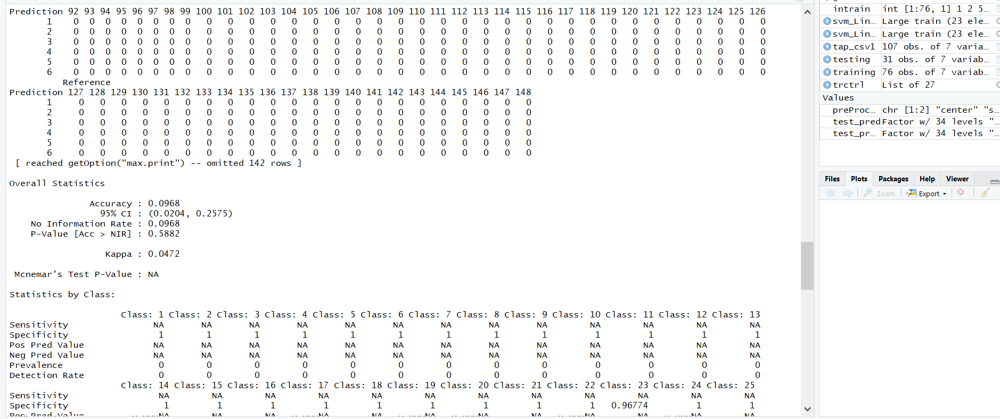 Prediction 92 93 94 95 96 97 98 99 100 101 102 103 104 105 106 107 108 109 110 111 112 113 114 115 116 117 118 119 120 121 122 123 124 125 126
1 0 0 0 0 0 0 0 0 0 0 0 0 0 0 0 0 0 0 0 0 0 0 0 0 0 0 0 0 0 0 0 0 0 0 0
2 0 0 0 0 0 0 0 0 0 0 0 0 0 0 0 0 0 0 0 0 0 0 0 0 0 0 0 0 0 0 0 0 0 0 0
3 0 0 0 0 0 0 0 0 0 0 0 0 0 0 0 0 0 0 0 0 0 0 0 0 0 0 0 0 0 0 0 0 0 0 0
4 0 0 0 0 0 0 0 0 0 0 0 0 0 0 0 0 0 0 0 0 0 0 0 0 0 0 0 0 0 0 0 0 0 0 0
5 0 0 0 0 0 0 0 0 0 0 0 0 0 0 0 0 0 0 0 0 0 0 0 0 0 0 0 0 0 0 0 0 0 0 0
6 0 0 0 0 0 0 0 0 0 0 0 0 0 0 0 0 0 0 0 0 0 0 0 0 0 0 0 0 0 0 0 0 0 0 0
Reference
Prediction 127 128 129 130 131 132 133 134 135 136 137 138 139 140 141 142 143 144 145 146 147 148
1 0 0 0 0 0 0 0 0 0 0 0 0 0 0 0 0 0 0 0 0 0 0
2 0 0 0 0 0 0 0 0 0 0 0 0 0 0 0 0 0 0 0 0 0 0
3 0 0 0 0 0 0 0 0 0 0 0 0 0 0 0 0 0 0 0 0 0 0
4 0 0 0 0 0 0 0 0 0 0 0 0 0 0 0 0 0 0 0 0 0 0
5 0 0 0 0 0 0 0 0 0 0 0 0 0 0 0 0 0 0 0 0 0 0
6 0 0 0 0 0 0 0 0 0 0 0 0 0 0 0 0 0 0 0 0 0 0
[ reached getOption("max.print") -- omitted 142 rows ]
Overall Statistics
Accuracy : 0.0968
95% CI : (0.0204, 0.2575)
No Information Rate : 0.0968
P-Value [Acc > NIR] : 0.5882
Kappa : 0.0472
Mcnemar's Test P-Value : NA
Statistics by Class:
Class: 1 Class: 2 Class: 3 Class: 4 Class: 5 Class: 6 Class: 7 Class: 8 Class: 9 Class: 10 Class: 11 Class: 12 Class: 13
Sensitivity NA NA NA NA NA NA NA NA NA NA NA NA NA
Specificity 1 1 1 1 1 1 1 1 1 1 1 1 1
Pos Pred Value NA NA NA NA NA NA NA NA NA NA NA NA NA
Neg Pred Value NA NA NA NA NA NA NA NA NA NA NA NA NA
Prevalence 0 0 0 0 0 0 0 0 0 0 0 0 0
Detection Rate 0 0 0 0 0 0 0 0 0 0 0 0 0
Class: 14 Class: 15 Class: 16 Class: 17 Class: 18 Class: 19 Class: 20 Class: 21 Class: 22 Class: 23 Class: 24 Class: 25
Sensitivity NA NA NA NA NA NA NA NA NA NA NA NA
Specificity 1 1 1 1 1 1 1 1 1 0.96774 1 1
Pos Pred Value NA NA NA NA NA NA NA NA NA NA NA NA
intrain int [1:76, 1] 1 2 5…
svm_Lin… Large train (23 ele…
svm_Lin… Large train (23 ele…
tap_csv1 107 obs. of 7 varia…
testing 31 obs. of 7 variab…
training 76 obs. of 7 variab…
trctrl List of 27
Values
preProc… chr [1:2] "center" "s…
test_pred Factor w/ 34 levels "…
test_pr… Factor w/ 34 levels "…
Files Plots Packages Help Viewer
Zoom Export